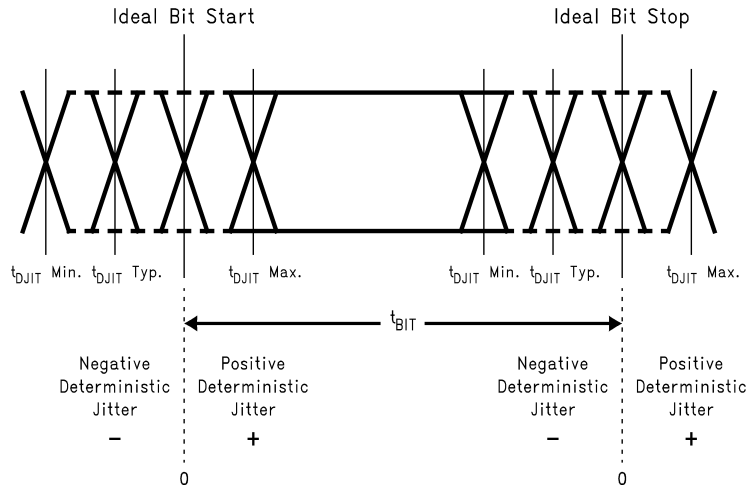 Ideal Bit Start Ideal Bit Stop
tDJIT Min. tDJIT Typ. tDJIT Max. tDJIT Min. tDJIT Typ. tDJIT Max.
tBIT
Negative Positive Negative Positive
Deterministic Deterministic Deterministic Deterministic
Jitter Jitter Jitter Jitter
− + − +
0 0